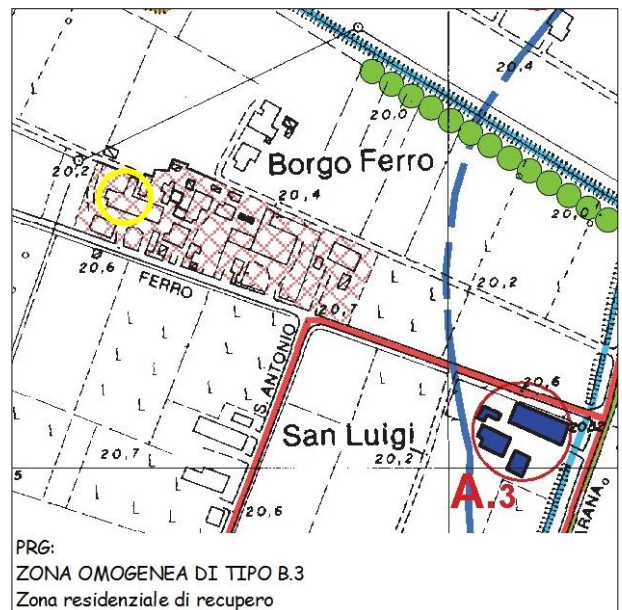 20,4
20,0
20,2
Borgo Ferro
20,4
20,0
20,2
20,6
FERRO
20,7
S. ANTONIO
20,6
San Luigi
20,2
20,7
A.3
5
20,6
PRG:
ZONA OMOGENEA DI TIPO B.3
Zona residenziale di recupero